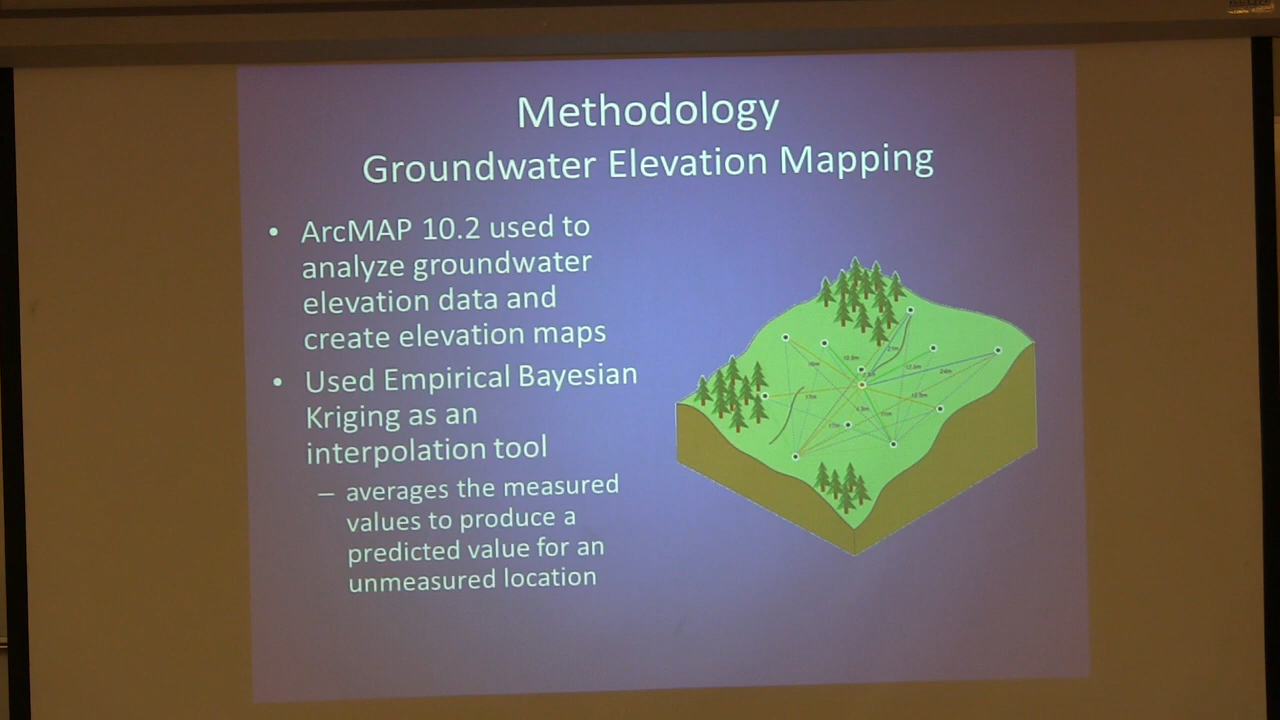 Methodology
Groundwater Elevation Mapping
• ArcMAP 10.2 used to
analyze groundwater
elevation data and
create elevation maps
• Used Empirical Bayesian
Kriging as an
interpolation tool
– averages the measured
values to produce a
predicted value for an
unmeasured location